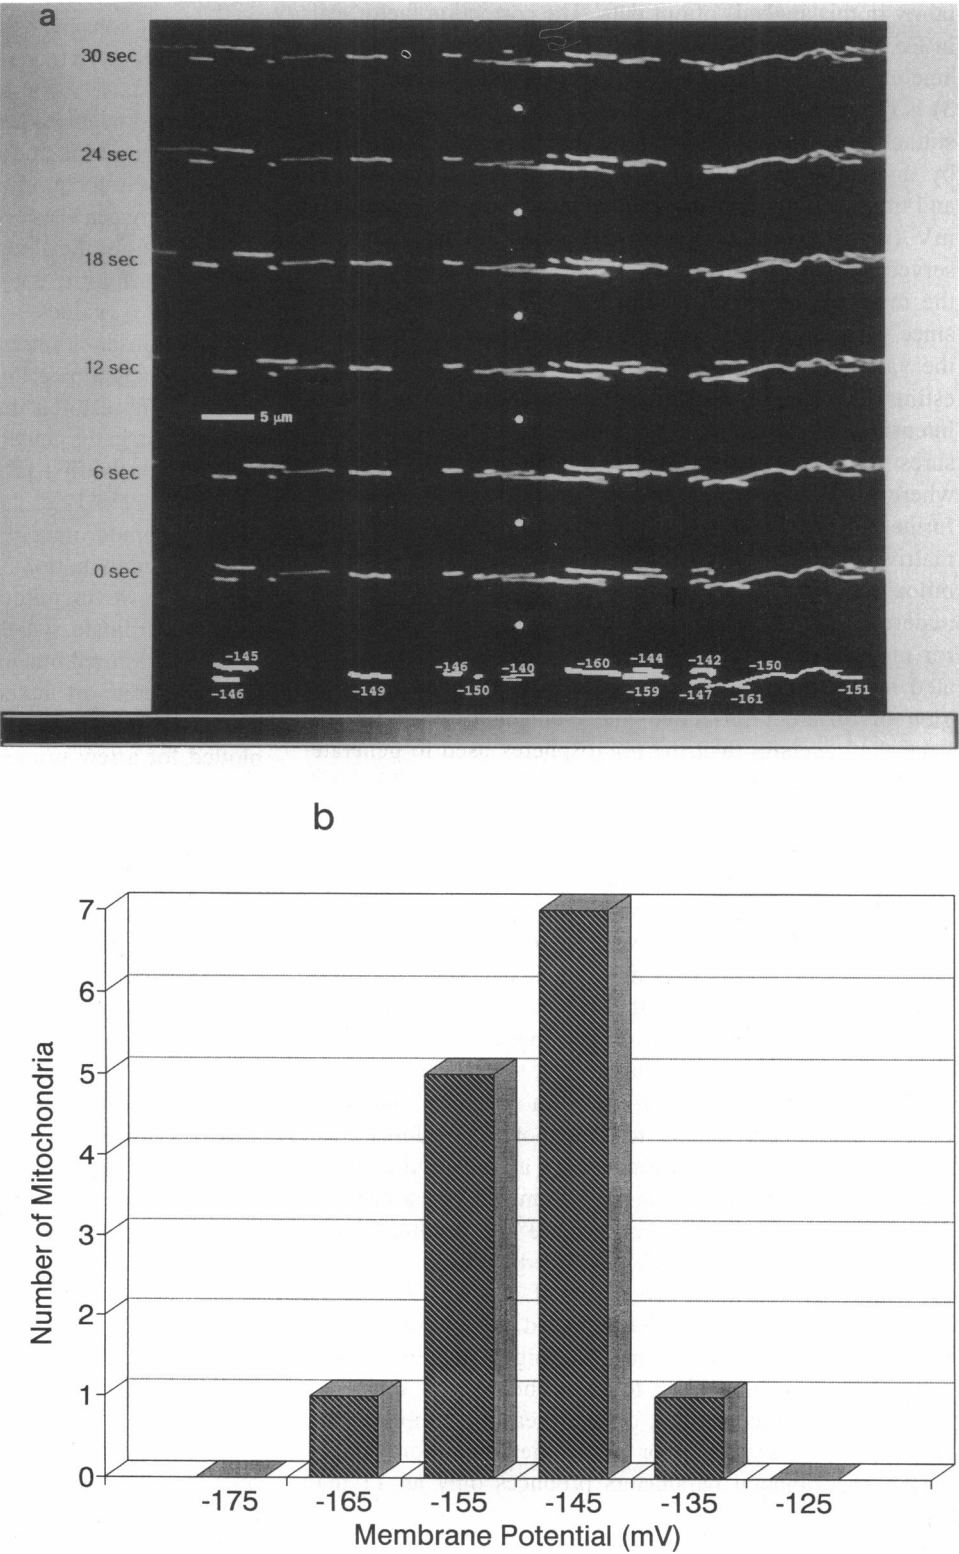 a
30 sec
24 sec
18 sec
12 sec
5 μm
6 sec
0 sec
-145
-146
-149
-146
-150
-140
-160
-144
-159
-142
-147
-161
-150
-151
b
7
6
5
4
3
2
1
0
Number of Mitochondria
-175
-165
-155
-145
-135
-125
Membrane Potential (mV)